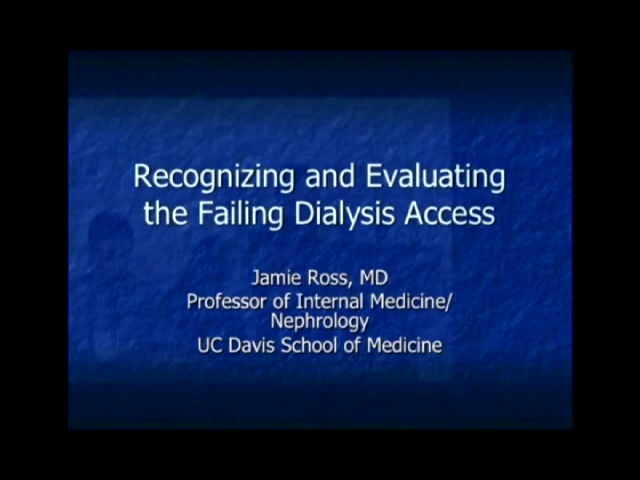 Recognizing and Evaluating
the Failing Dialysis Access
Jamie Ross, MD
Professor of Internal Medicine/
Nephrology
UC Davis School of Medicine